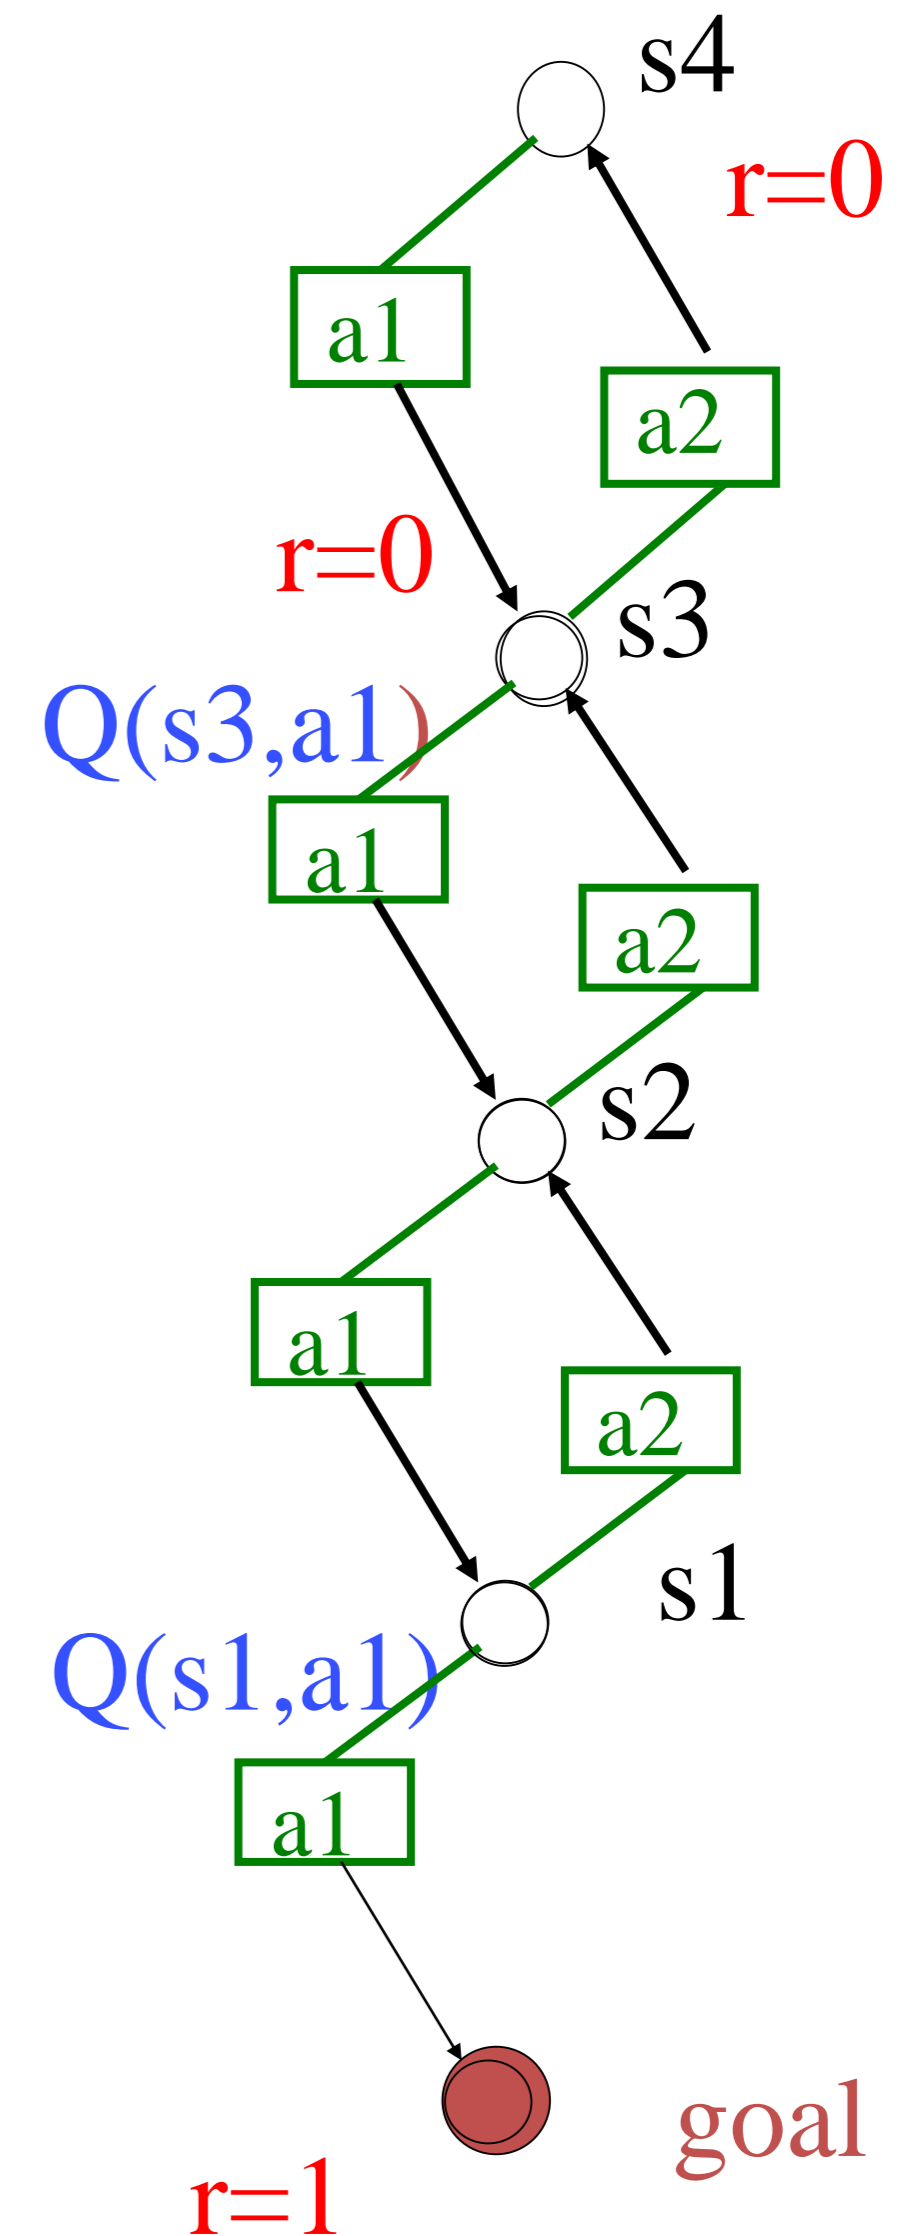 s4
r=0
a1
a2
r=0
s3
Q(s3,a1)
a1
a2
s2
a1
a2
s1
Q(s1,a1)
a1
goal
r=1